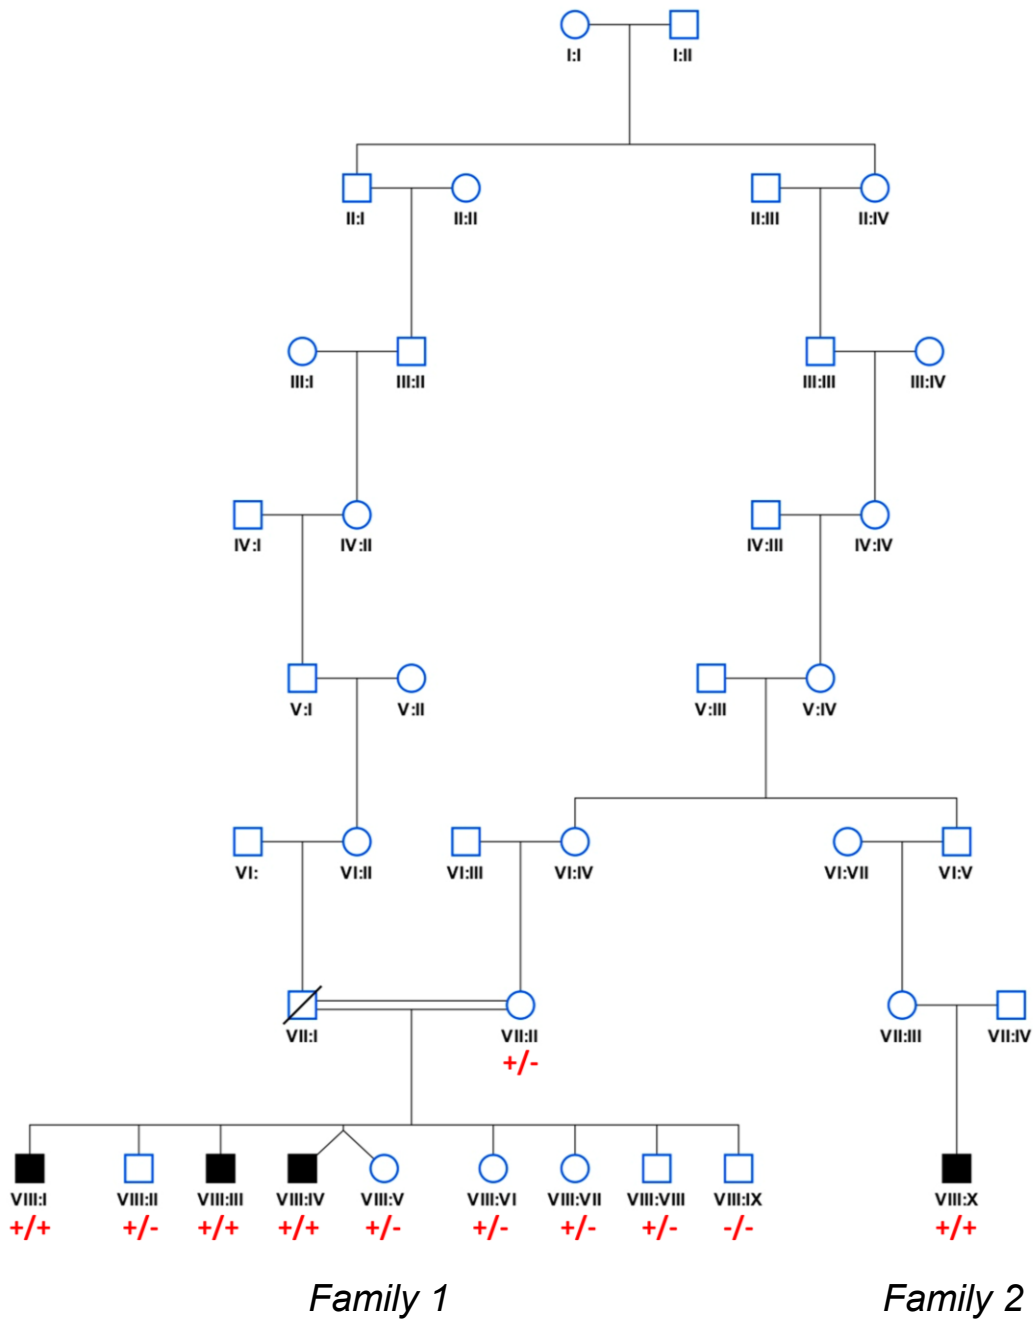 I:I I:II
II:I II:II II:III II:IV
III:I III:II III:III III:IV
IV:I IV:II IV:III IV:IV
V:I V:II V:III V:IV
VI: VI:II VI:III VI:IV VI:VII VI:V
VII:I VII:II VII:III VII:IV
+/-
VIII:I VIII:II VIII:III VIII:IV VIII:V VIII:VI VIII:VII VIII:VIII VIII:IX VIII:X
+/+ +/- +/+ +/+ +/- +/- +/- +/- -/- +/+
Family 1 Family 2